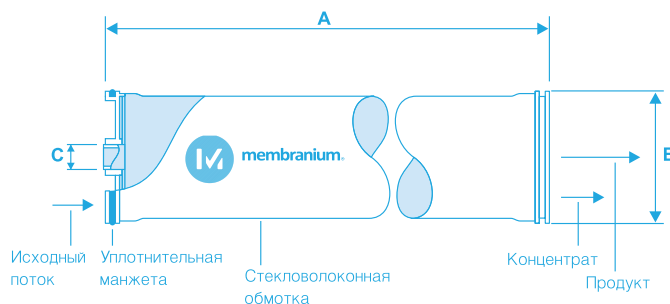 A
C
membranium®
B
Исходный
поток
Уплотнительная
манжета
Стекловолоконная
обмотка
Концентрат
Продукт